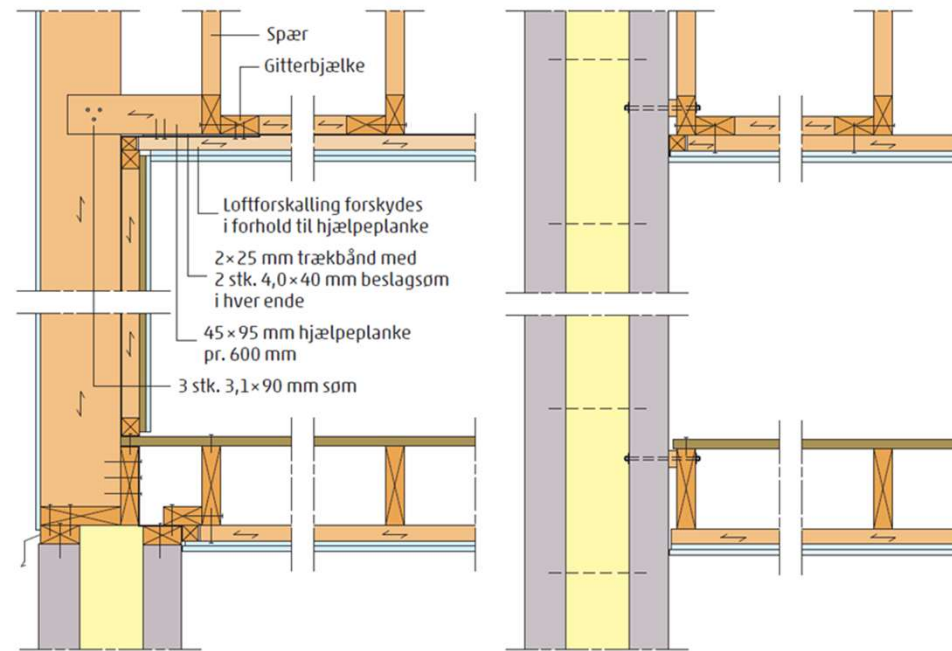 Spær
Gitterbjælke
Loftforskalling forskydes
i forhold til hjælpeplanke
2×25 mm trækbånd med
2 stk. 4,0×40 mm beslagsøm
i hver ende
45×95 mm hjælpeplanke
pr. 600 mm
3 stk. 3,1×90 mm søm